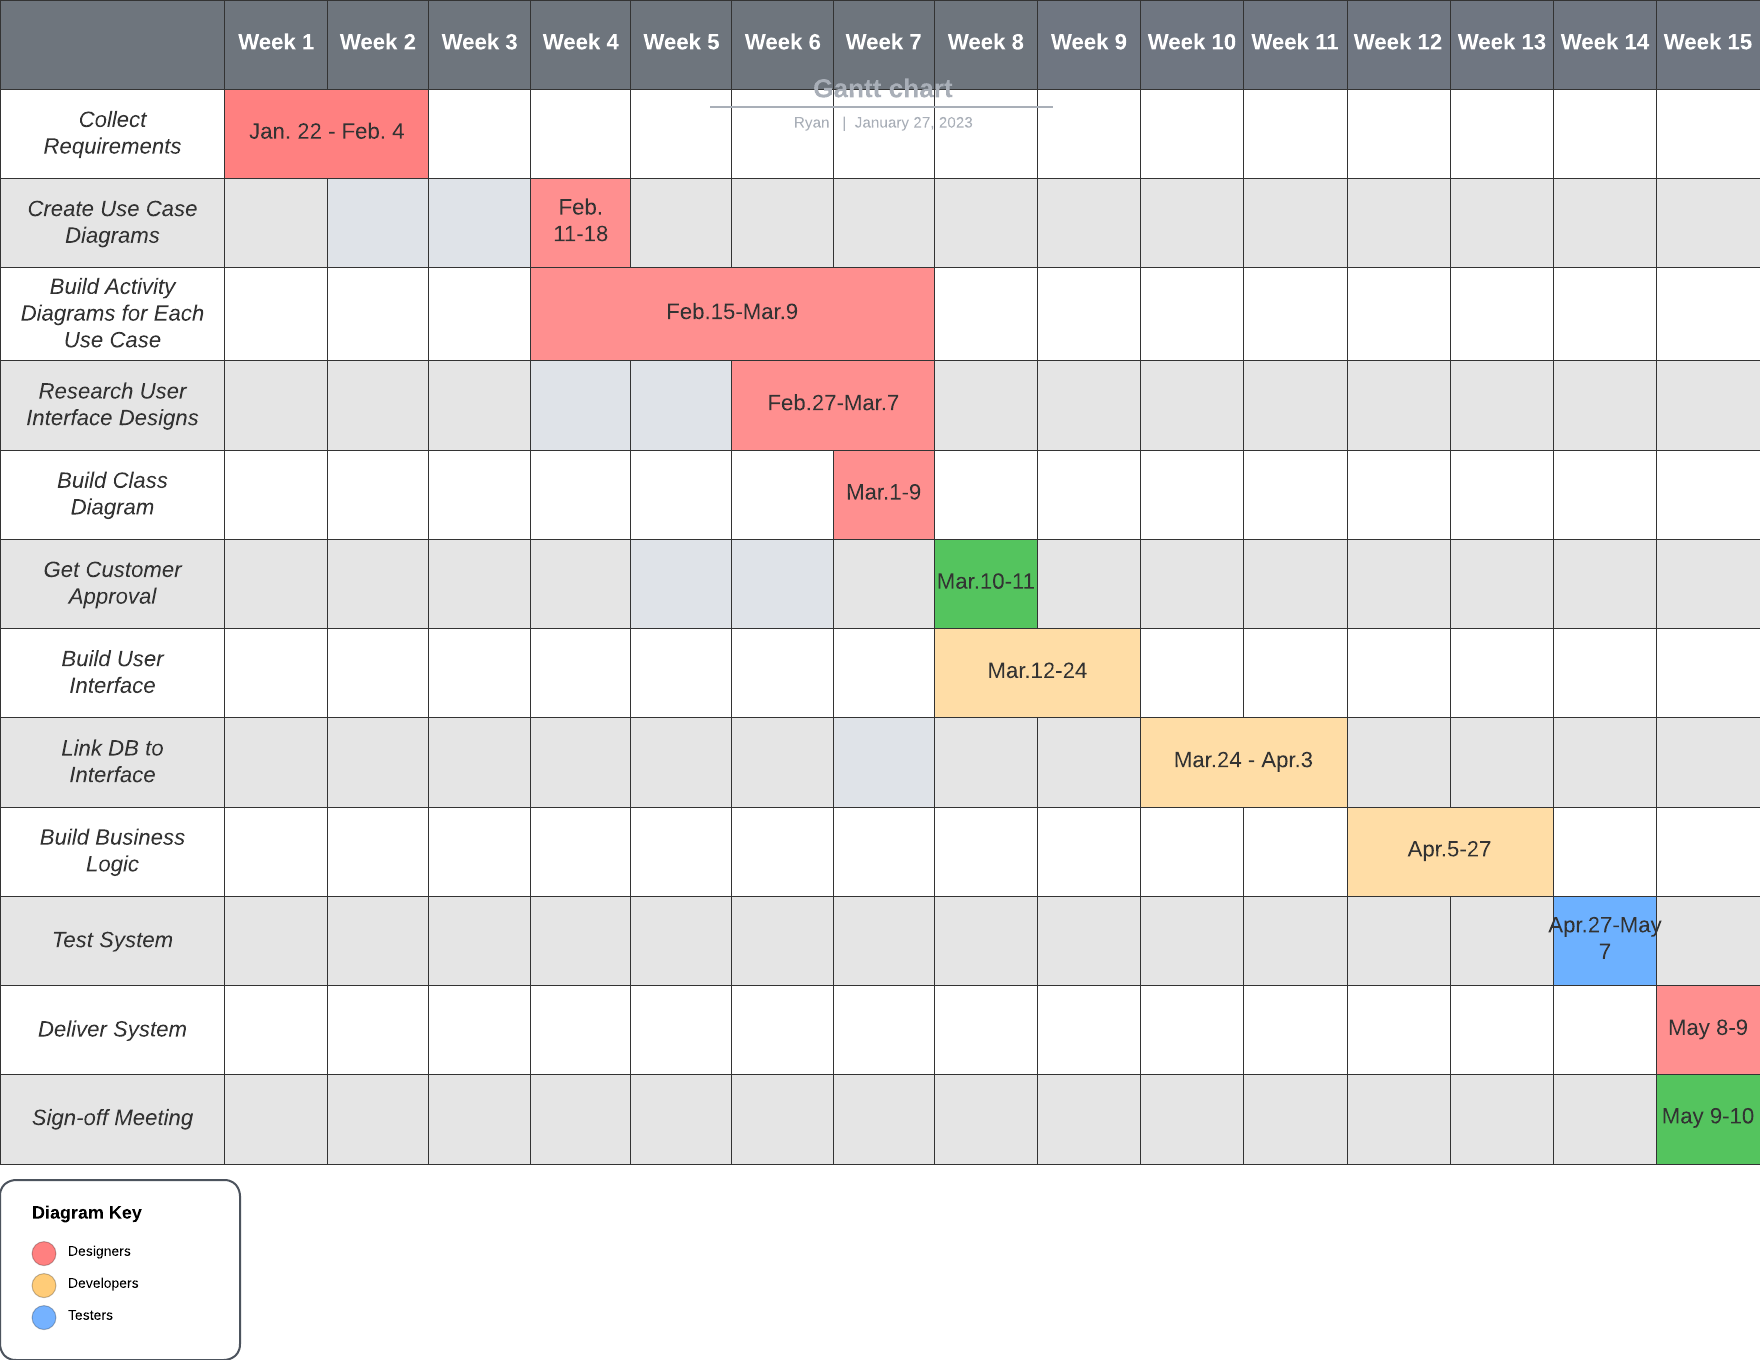 Week 1 Week 2 Week 3 Week 4 Week 5 Week 6 Week 7 Week 8 Week 9 Week 10 Week 11 Week 12 Week 13 Week 14 Week 15
Gantt chart
Ryan | January 27, 2023
Collect
Requirements
Jan. 22 - Feb. 4
Create Use Case
Diagrams
Feb.
11-18
Build Activity
Diagrams for Each
Use Case
Feb.15-Mar.9
Research User
Interface Designs
Feb.27-Mar.7
Build Class
Diagram
Mar.1-9
Get Customer
Approval
Mar.10-11
Build User
Interface
Mar.12-24
Link DB to
Interface
Mar.24 - Apr.3
Build Business
Logic
Apr.5-27
Test System
Apr.27-May
7
Deliver System
May 8-9
Sign-off Meeting
May 9-10
Diagram Key
Designers
Developers
Testers